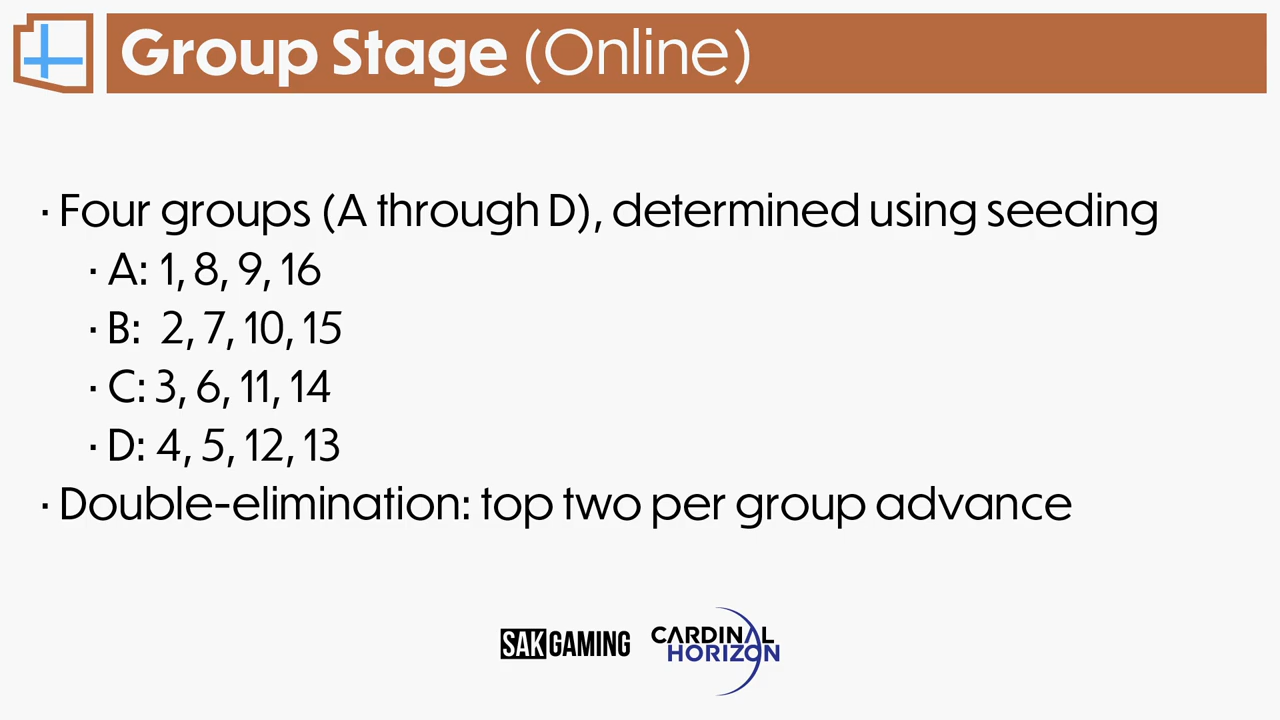 Group Stage (Online)
· Four groups (A through D), determined using seeding
· A: 1, 8, 9, 16
· B: 2, 7, 10, 15
· C: 3, 6, 11, 14
· D: 4, 5, 12, 13
· Double-elimination: top two per group advance
SAKGAMING
CARDINAL
HORIZON